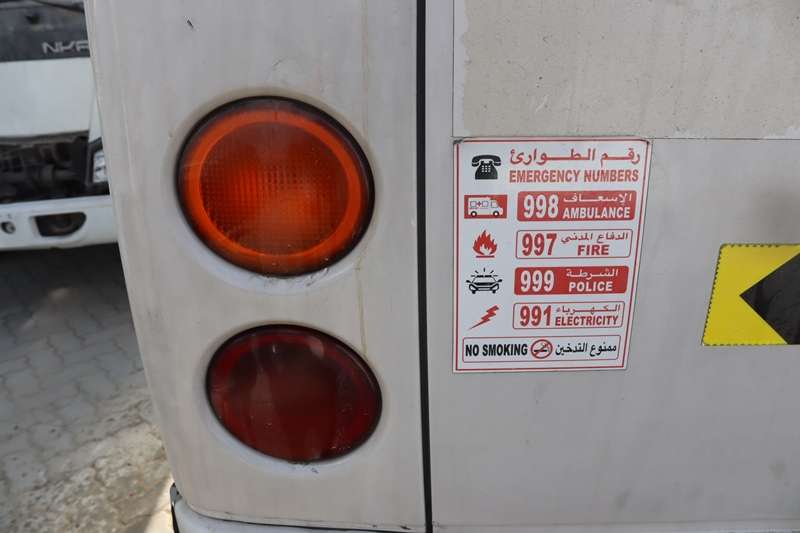 NKR
رقم الطوارئ
EMERGENCY NUMBERS
998 الإسعاف
AMBULANCE
997 الدفاع المدني
FIRE
999 الشرطة
POLICE
991 الكهرباء
ELECTRICITY
NO SMOKING ممنوع التدخين